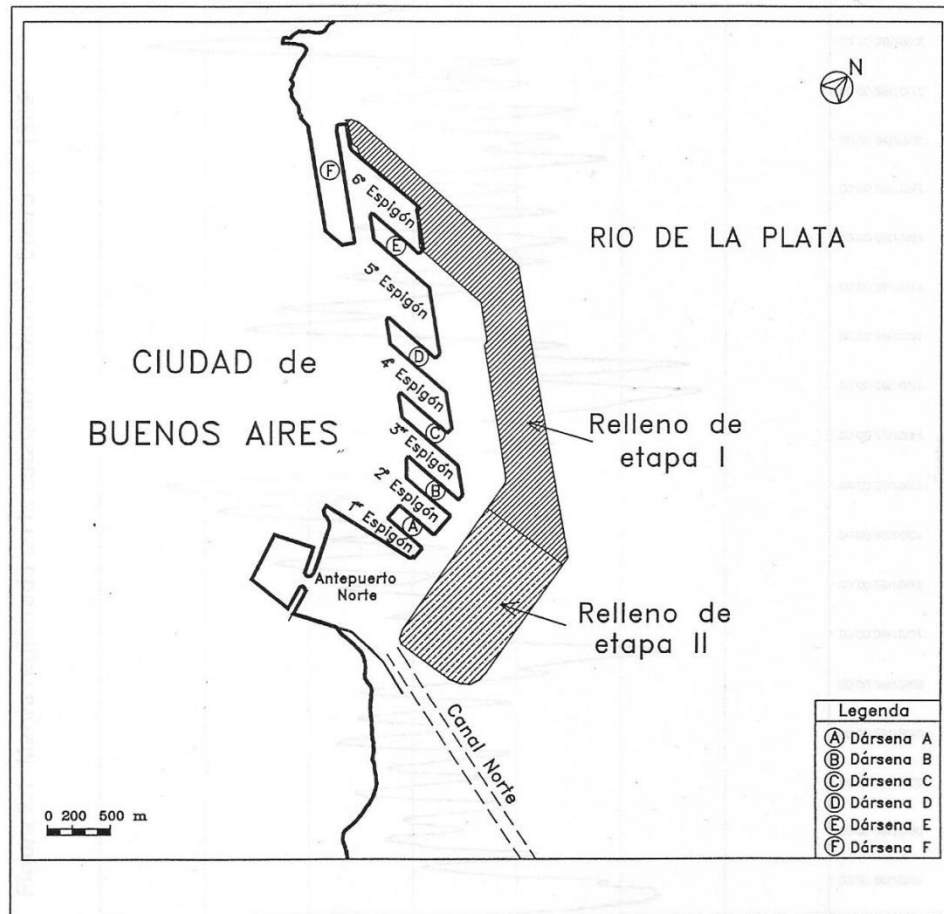 N
RIO DE LA PLATA
CIUDAD de
BUENOS AIRES
F
6° Espigón
E
5° Espigón
D
4° Espigón
C
3er Espigón
B
2° Espigón
A
1er Espigón
Antepuerto
Norte
Relleno de
etapa I
Relleno de
etapa II
Canal Norte
0 200 500 m
Legenda
A Dársena A
B Dársena B
C Dársena C
D Dársena D
E Dársena E
F Dársena F